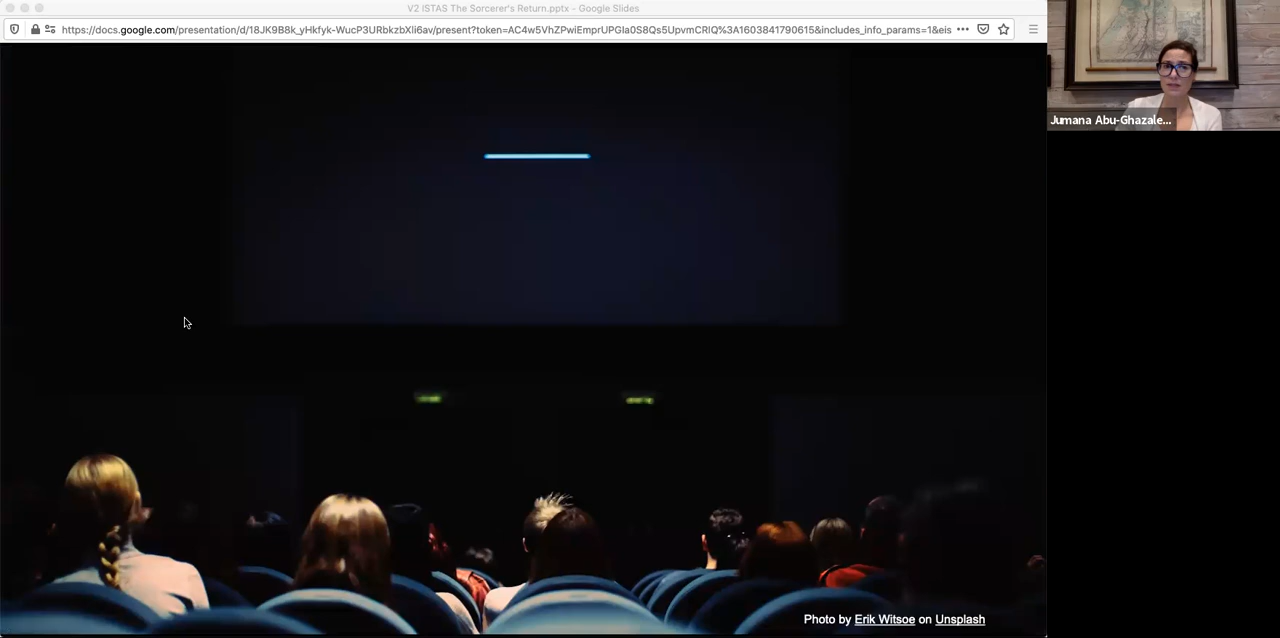 V2 ISTAS The Sorcerer's Return.pptx - Google Slides
https://docs.google.com/presentation/d/18JK9B8k_yHkfyk-WucP3URbkzbXli6av/present?token=AC4w5VhZPwiEmprUPGIa0S8Qs5UpvmCRIQ%3A1603841790615&includes_info_params=1&eis
Jumana Abu-Ghazale...
Photo by Erik Witsoe on Unsplash